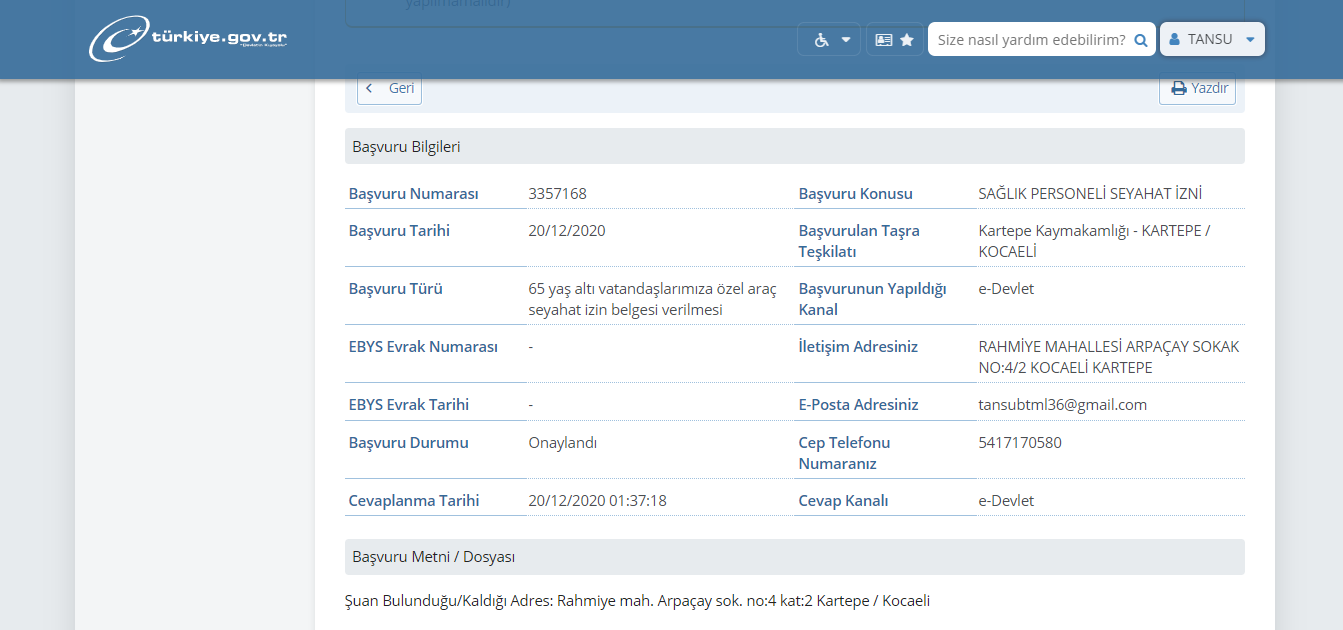 yapılmamalıdır)
türkiye.gov.tr
Size nasıl yardım edebilirim?
TANSU
Geri
Yazdır
Başvuru Bilgileri
Başvuru Numarası 3357168 Başvuru Konusu SAĞLIK PERSONELİ SEYAHAT İZNİ
Başvuru Tarihi 20/12/2020 Başvurulan Taşra Kartepe Kaymakamlığı - KARTEPE /
Teşkilatı KOCAELİ
Başvuru Türü 65 yaş altı vatandaşlarımıza özel araç Başvurunun Yapıldığı e-Devlet
seyahat izin belgesi verilmesi Kanal
EBYS Evrak Numarası - İletişim Adresiniz RAHMİYE MAHALLESİ ARPAÇAY SOKAK
NO:4/2 KOCAELİ KARTEPE
EBYS Evrak Tarihi - E-Posta Adresiniz tansubtml36@gmail.com
Başvuru Durumu Onaylandı Cep Telefonu 5417170580
Numaranız
Cevaplanma Tarihi 20/12/2020 01:37:18 Cevap Kanalı e-Devlet
Başvuru Metni / Dosyası
Şuan Bulunduğu/Kaldığı Adres: Rahmiye mah. Arpaçay sok. no:4 kat:2 Kartepe / Kocaeli